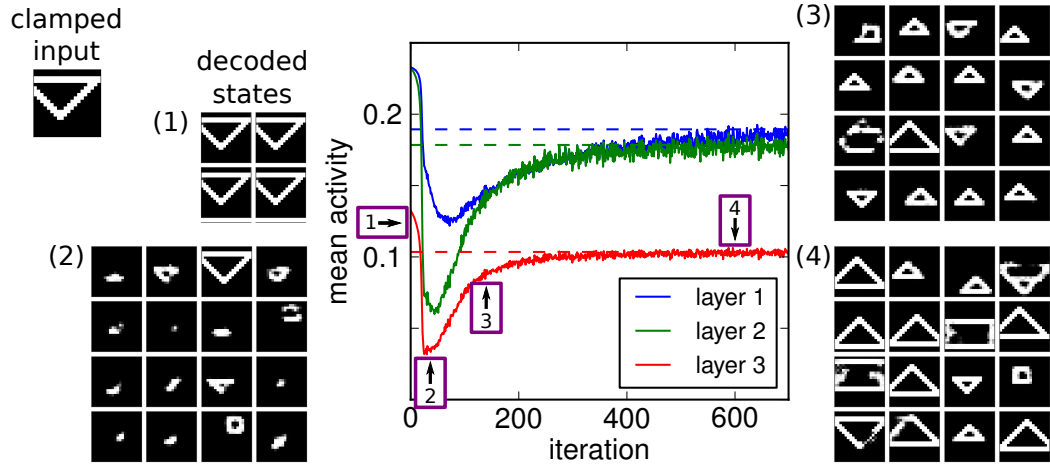 clamped
input
decoded
states
(1)
(2)
(3)
(4)
mean activity
0.2
0.1
1
2
3
4
layer 1
layer 2
layer 3
0
200
400
600
iteration